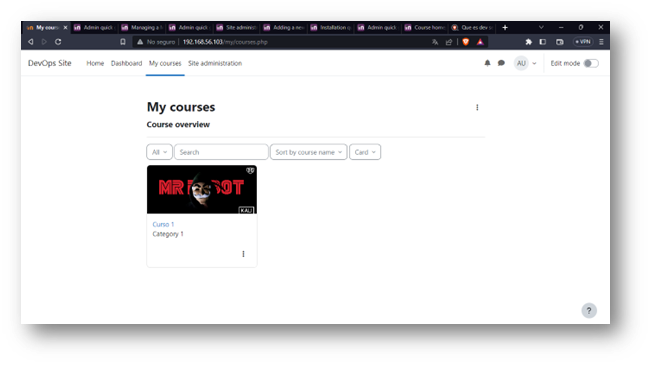 My cours
Admin quick
Managing a
Admin quick
Site administ
Adding a new
Installation q
Admin quick
Course home
Que es dev
No seguro
192.168.56.103/my/courses.php
VPN
DevOps Site
Home
Dashboard
My courses
Site administration
AU
Edit mode
My courses
Course overview
All
Search
Sort by course name
Card
MR R BOT
KALI
Curso 1
Category 1
?